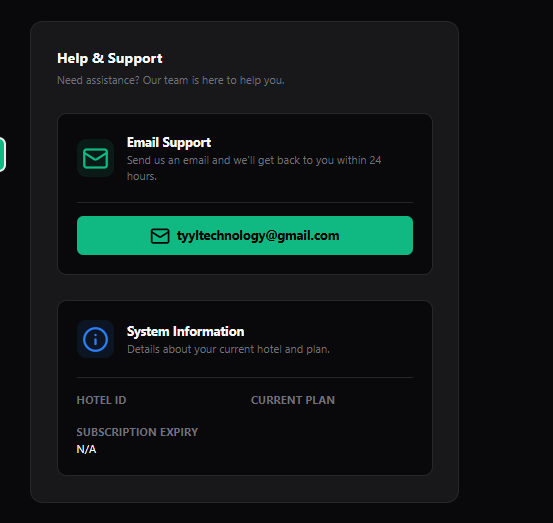 Help & Support
Need assistance? Our team is here to help you.
Email Support
Send us an email and we'll get back to you within 24
hours.
tyyltechnology@gmail.com
System Information
Details about your current hotel and plan.
HOTEL ID
CURRENT PLAN
SUBSCRIPTION EXPIRY
N/A